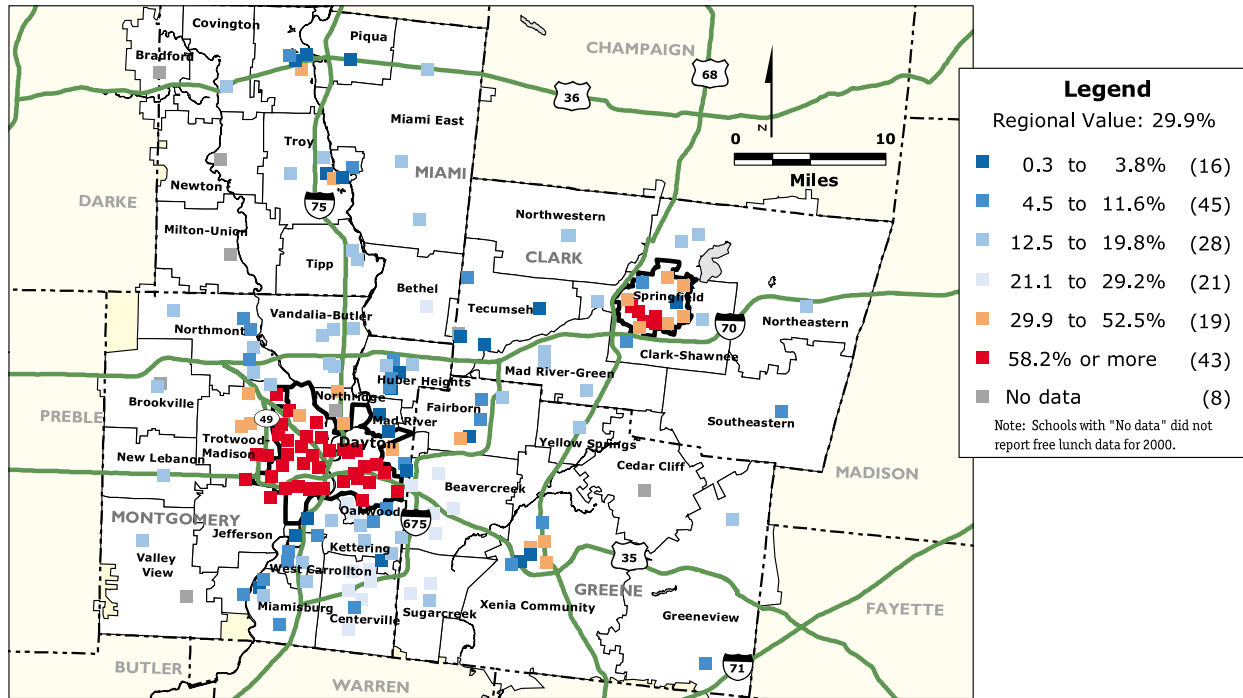 Covington
Piqua
Bradford
CHAMPAIGN
68
36
0 10
Miles
N
Miami East
Troy
MIAMI
Newton
DARKE
75
Milton-Union
Northwestern
CLARK
Tipp
Bethel
Tecumseh
Springfield
Vandalia-Butler
Northmont
70
Northeastern
Clark-Shawnee
Mad River-Green
Huber Heights
Northridge
Brookville
PREBLE
49
Fairborn
Mad River
Southeastern
Trotwood-
Madison
Dayton
Yellow Springs
New Lebanon
Cedar Cliff
MADISON
Beavercreek
MONTGOMERY
Oakwood
675
Jefferson
Kettering
35
Valley
View
West Carrollton
GREENE
Miamisburg
Centerville
Sugarcreek
Xenia Community
Greeneview
FAYETTE
BUTLER
WARREN
71
Legend
Regional Value: 29.9%
0.3 to 3.8% (16)
4.5 to 11.6% (45)
12.5 to 19.8% (28)
21.1 to 29.2% (21)
29.9 to 52.5% (19)
58.2% or more (43)
No data (8)
Note: Schools with "No data" did not
report free lunch data for 2000.